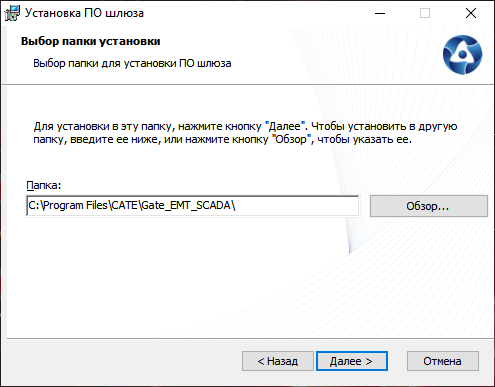 Установка ПО шлюза
Выбор папки установки
Выбор папки для установки ПО шлюза
Для установки в эту папку, нажмите кнопку "Далее". Чтобы установить в другую
папку, введите ее ниже, или нажмите кнопку "Обзор", чтобы указать ее.
Папка:
C:\Program Files\CATE\Gate_EMT_SCADA\
Обзор...
< Назад
Далее >
Отмена